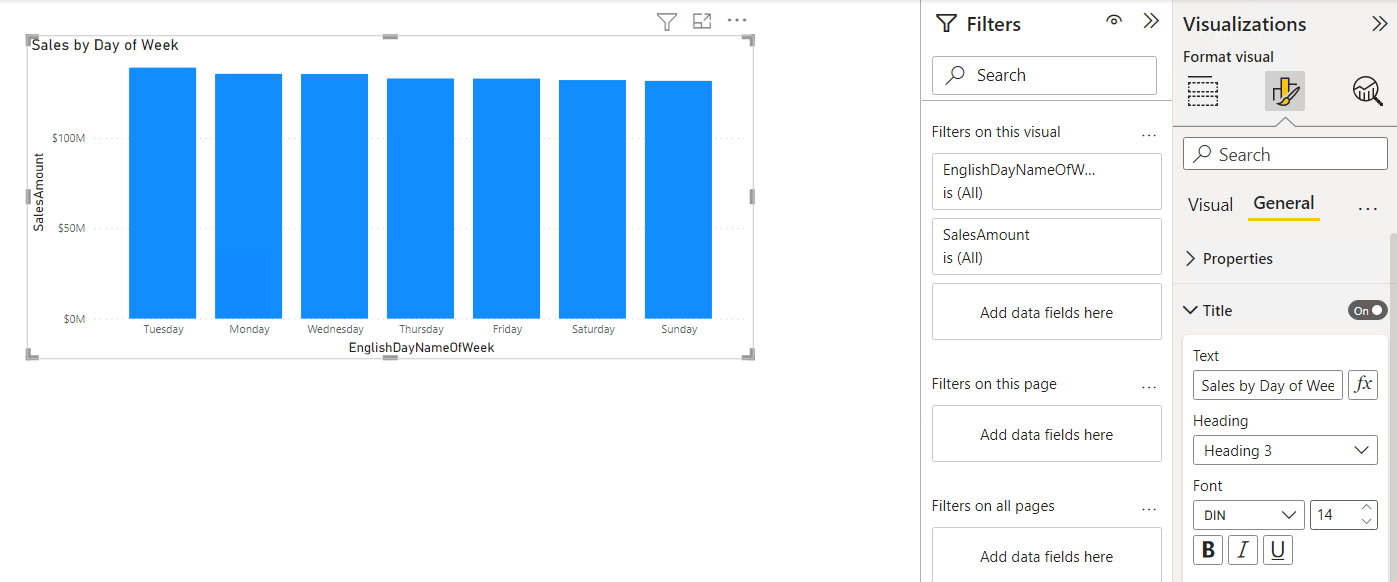 Sales by Day of Week
$100M
$50M
$0M
SalesAmount
Tuesday Monday Wednesday Thursday Friday Saturday Sunday
EnglishDayNameOfWeek
Filters
Search
Filters on this visual
...
EnglishDayNameOfW...
is (All)
SalesAmount
is (All)
Add data fields here
Filters on this page
...
Add data fields here
Filters on all pages
...
Add data fields here
Visualizations
Format visual
Search
Visual General ...
Properties
Title On
Text
Sales by Day of Wee fx
Heading
Heading 3
Font
DIN 14
B I U